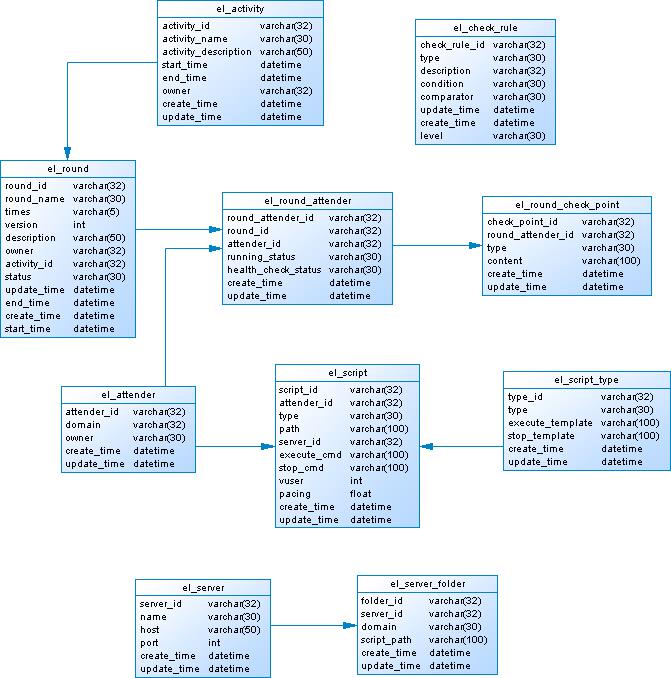 el_activity
activity_id varchar(32)
activity_name varchar(30)
activity_description varchar(50)
start_time datetime
end_time datetime
owner varchar(32)
create_time datetime
update_time datetime
el_check_rule
check_rule_id varchar(32)
type varchar(30)
description varchar(32)
condition varchar(30)
comparator varchar(30)
update_time datetime
create_time datetime
level varchar(30)
el_round
round_id varchar(32)
round_name varchar(30)
times varchar(5)
version int
description varchar(50)
owner varchar(32)
activity_id varchar(32)
status varchar(30)
update_time datetime
end_time datetime
create_time datetime
start_time datetime
el_round_attender
round_attender_id varchar(32)
round_id varchar(32)
attender_id varchar(32)
running_status varchar(30)
health_check_status varchar(30)
create_time datetime
update_time datetime
el_round_check_point
check_point_id varchar(32)
round_attender_id varchar(32)
type varchar(30)
content varchar(100)
create_time datetime
update_time datetime
el_attender
attender_id varchar(32)
domain varchar(32)
owner varchar(30)
create_time datetime
update_time datetime
el_script
script_id varchar(32)
attender_id varchar(32)
type varchar(30)
path varchar(100)
server_id varchar(32)
execute_cmd varchar(100)
stop_cmd varchar(100)
vuser int
pacing float
create_time datetime
update_time datetime
el_script_type
type_id varchar(32)
type varchar(30)
execute_template varchar(100)
stop_template varchar(100)
create_time datetime
update_time datetime
el_server
server_id varchar(32)
name varchar(30)
host varchar(50)
port int
create_time datetime
update_time datetime
el_server_folder
folder_id varchar(32)
server_id varchar(32)
domain varchar(30)
script_path varchar(100)
create_time datetime
update_time datetime